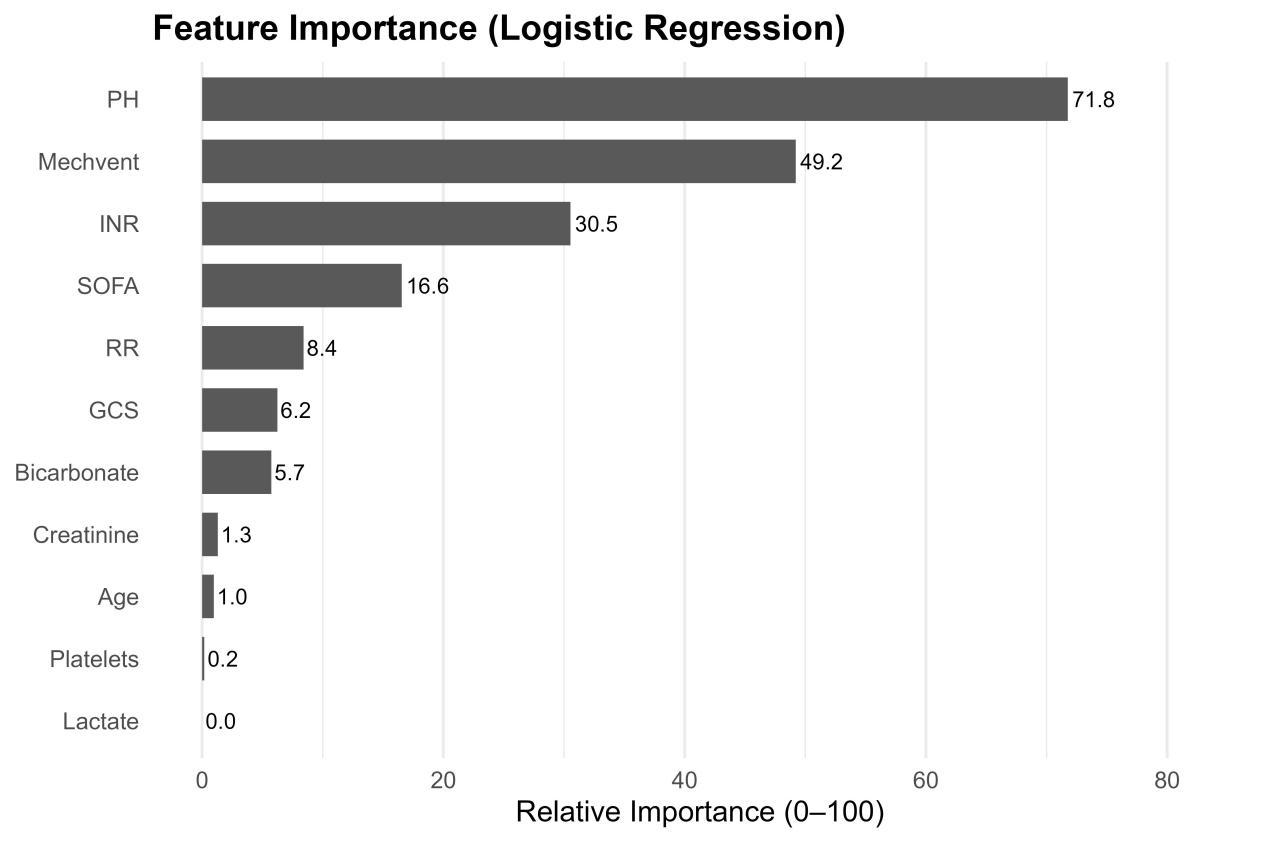 Feature Importance (Logistic Regression)
PH 71.8
Mechvent 49.2
INR 30.5
SOFA 16.6
RR 8.4
GCS 6.2
Bicarbonate 5.7
Creatinine 1.3
Age 1.0
Platelets 0.2
Lactate 0.0
0 20 40 60 80
Relative Importance (0–100)